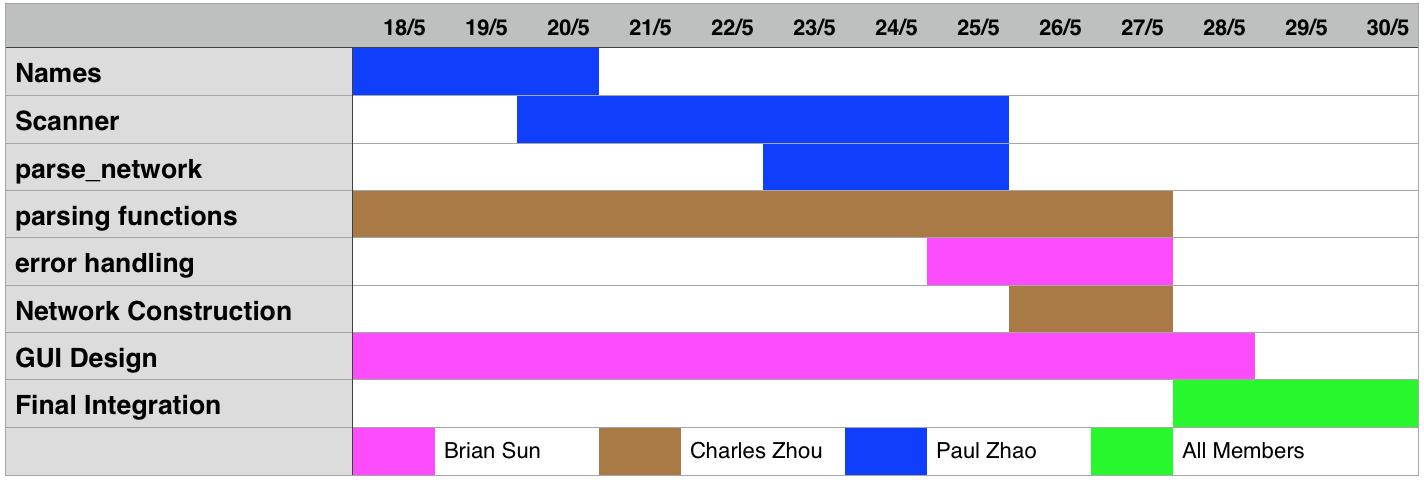 18/5 19/5 20/5 21/5 22/5 23/5 24/5 25/5 26/5 27/5 28/5 29/5 30/5
Names
Scanner
parse_network
parsing functions
error handling
Network Construction
GUI Design
Final Integration
Brian Sun Charles Zhou Paul Zhao All Members